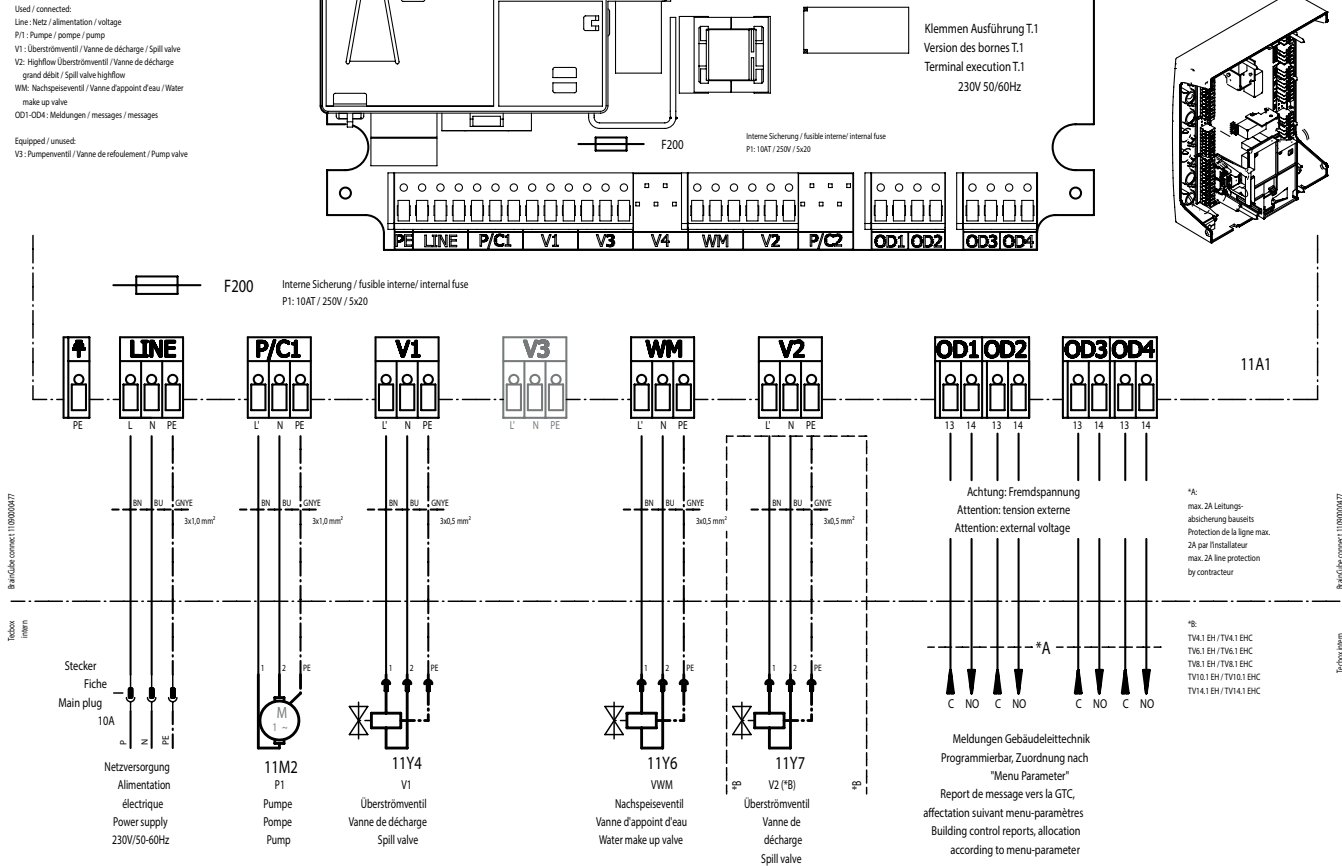 Used / connected:
Line : Netz / alimentation / voltage
P/1 : Pumpe / pompe / pump
V1 : Überströmventil / Vanne de décharge / Spill valve
V2: Highflow Überströmventil / Vanne de décharge
grand débit / Spill valve highflow
WM: Nachspeiseventil / Vanne d'appoint d'eau / Water
make up valve
OD1-OD4 : Meldungen / messages / messages
Equipped / unused:
V3 : Pumpenventil / Vanne de refoulement / Pump valve
Klemmen Ausführung T.1
Version des bornes T.1
Terminal execution T.1
230V 50/60Hz
F200
Interne Sicherung / fusible interne/ internal fuse
P1: 10AT / 250V / 5x20
PE LINE P/C1 V1 V3 V4 WM V2 P/C2 OD1 OD2 OD3 OD4
F200
Interne Sicherung / fusible interne/ internal fuse
P1: 10AT / 250V / 5x20
LINE P/C1 V1 V3 WM V2 OD1 OD2 OD3 OD4
11A1
PE L N PE L' N PE L' N PE L' N PE L' N PE L' N PE 13 14 13 14 13 14 13 14
BN BU GNYE BN BU GNYE BN BU GNYE BN BU GNYE BN BU GNYE
3x1,0 mm² 3x1,0 mm² 3x0,5 mm² 3x0,5 mm² 3x0,5 mm²
Achtung: Fremdspannung
Attention: tension externe
Attention: external voltage
*A:
max. 2A Leitungs-
absicherung bauseits
Protection de la ligne max.
2A par l'installateur
max. 2A line protection
by contracteur
BrainCube connect 11090000477
BrainCube connect 11090000477
Tecbox
intern
Tecbox intern
*B:
TV4.1 EH / TV4.1 EHC
TV6.1 EH / TV6.1 EHC
TV8.1 EH / TV8.1 EHC
TV10.1 EH / TV10.1 EHC
TV14.1 EH / TV14.1 EHC
*A
Stecker
Fiche
Main plug
10A
P N PE
1 2 PE
M
1 ~
1 2 PE
1 2 PE
1 2 PE
C NO C NO C NO C NO
Netzversorgung
Alimentation
électrique
Power supply
230V/50-60Hz
11M2
P1
Pumpe
Pompe
Pump
11Y4
V1
Überströmventil
Vanne de décharge
Spill valve
11Y6
VWM
Nachspeiseventil
Vanne d'appoint d'eau
Water make up valve
*B
*B
11Y7
V2 (*B)
Überströmventil
Vanne de
décharge
Spill valve
Meldungen Gebäudeleittechnik
Programmierbar, Zuordnung nach
"Menu Parameter"
Report de message vers la GTC,
affectation suivant menu-paramètres
Building control reports, allocation
according to menu-parameter